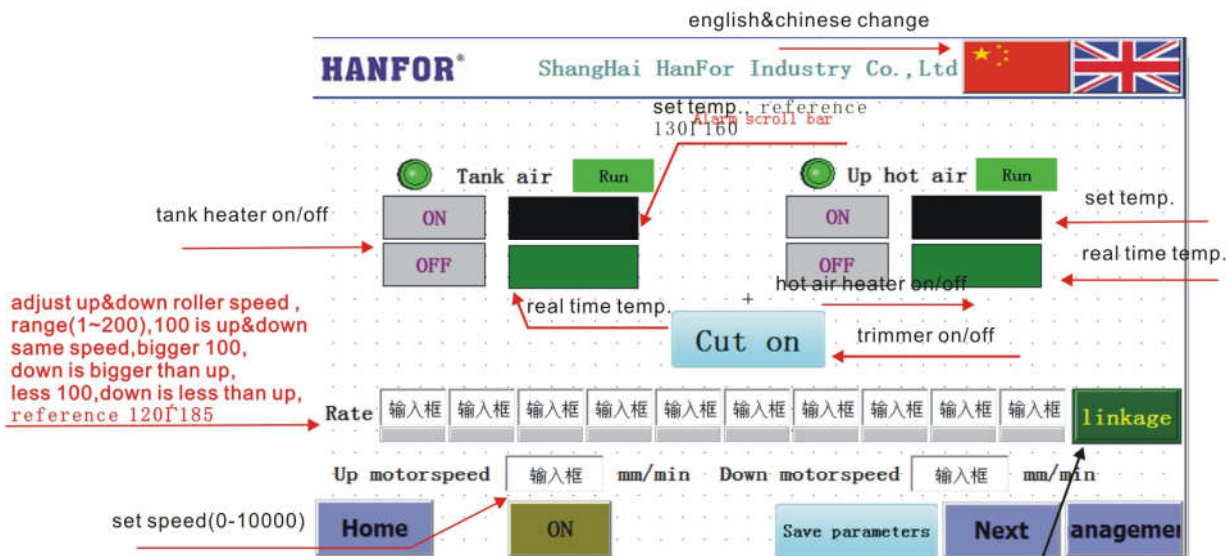 english&chinese change
HANFOR®
ShangHai HanFor Industry Co.,Ltd
set temp., reference
130Γ160
Alarm scroll bar
Tank air
Run
Up hot air
Run
tank heater on/off
ON
ON
set temp.
OFF
OFF
real time temp.
hot air heater on/off
real time temp.
adjust up&down roller speed ,
range(1~200),100 is up&down
same speed,bigger 100,
down is bigger than up,
less 100,down is less than up,
reference 120Γ185
Cut on
trimmer on/off
Rate 输入框 输入框 输入框 输入框 输入框 输入框 输入框 输入框 输入框 输入框 linkage
Up motorspeed 输入框 mm/min Down motorspeed 输入框 mm/min
set speed(0-10000)
Home ON Save parameters Next anagemen